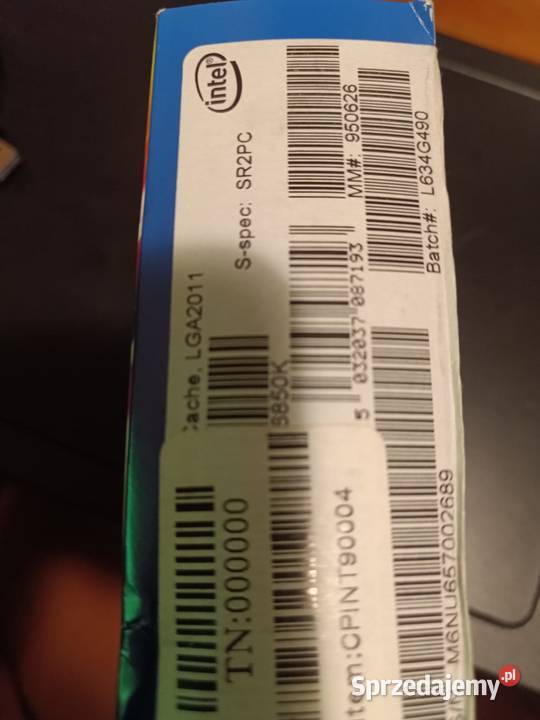 intel®
Cache, LGA2011
S-spec: SR2PC
6850K
MM#: 950626
5 032037 087193
Batch#: L634G490
M6NU657002689
TN:000000
Item:CPINT90004
Sprzedajemy.pl